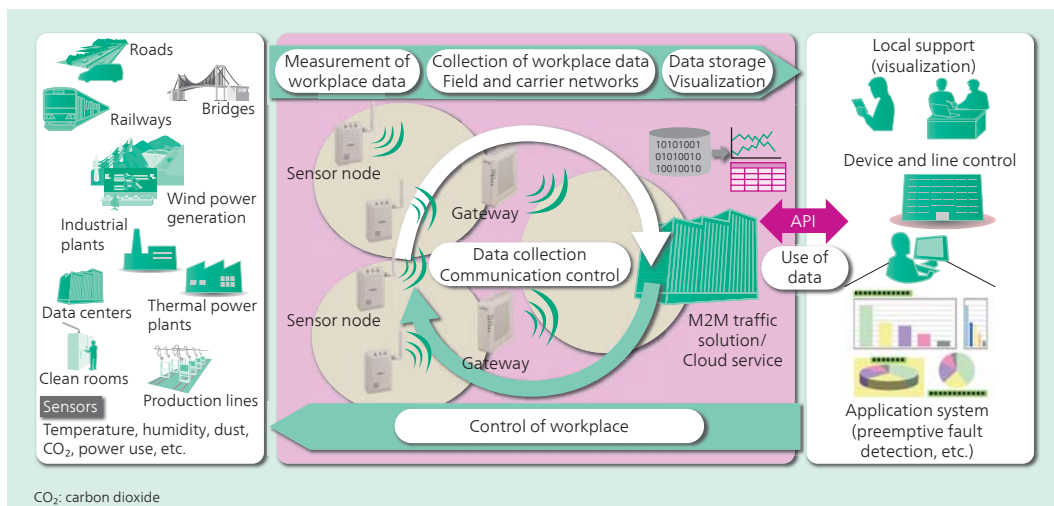 Roads
Bridges
Railways
Wind power
generation
Industrial
plants
Data centers
Thermal power
plants
Clean rooms
Production lines
Sensors
Temperature, humidity, dust,
CO₂, power use, etc.
Measurement of
workplace data
Collection of workplace data
Field and carrier networks
Data storage
Visualization
Sensor node
Gateway
10101001
01010010
10010010
Data collection
Communication control
Sensor node
Gateway
M2M traffic
solution/
Cloud service
API
Use of
data
Control of workplace
Local support
(visualization)
Device and line control
Application system
(preemptive fault
detection, etc.)
CO₂: carbon dioxide